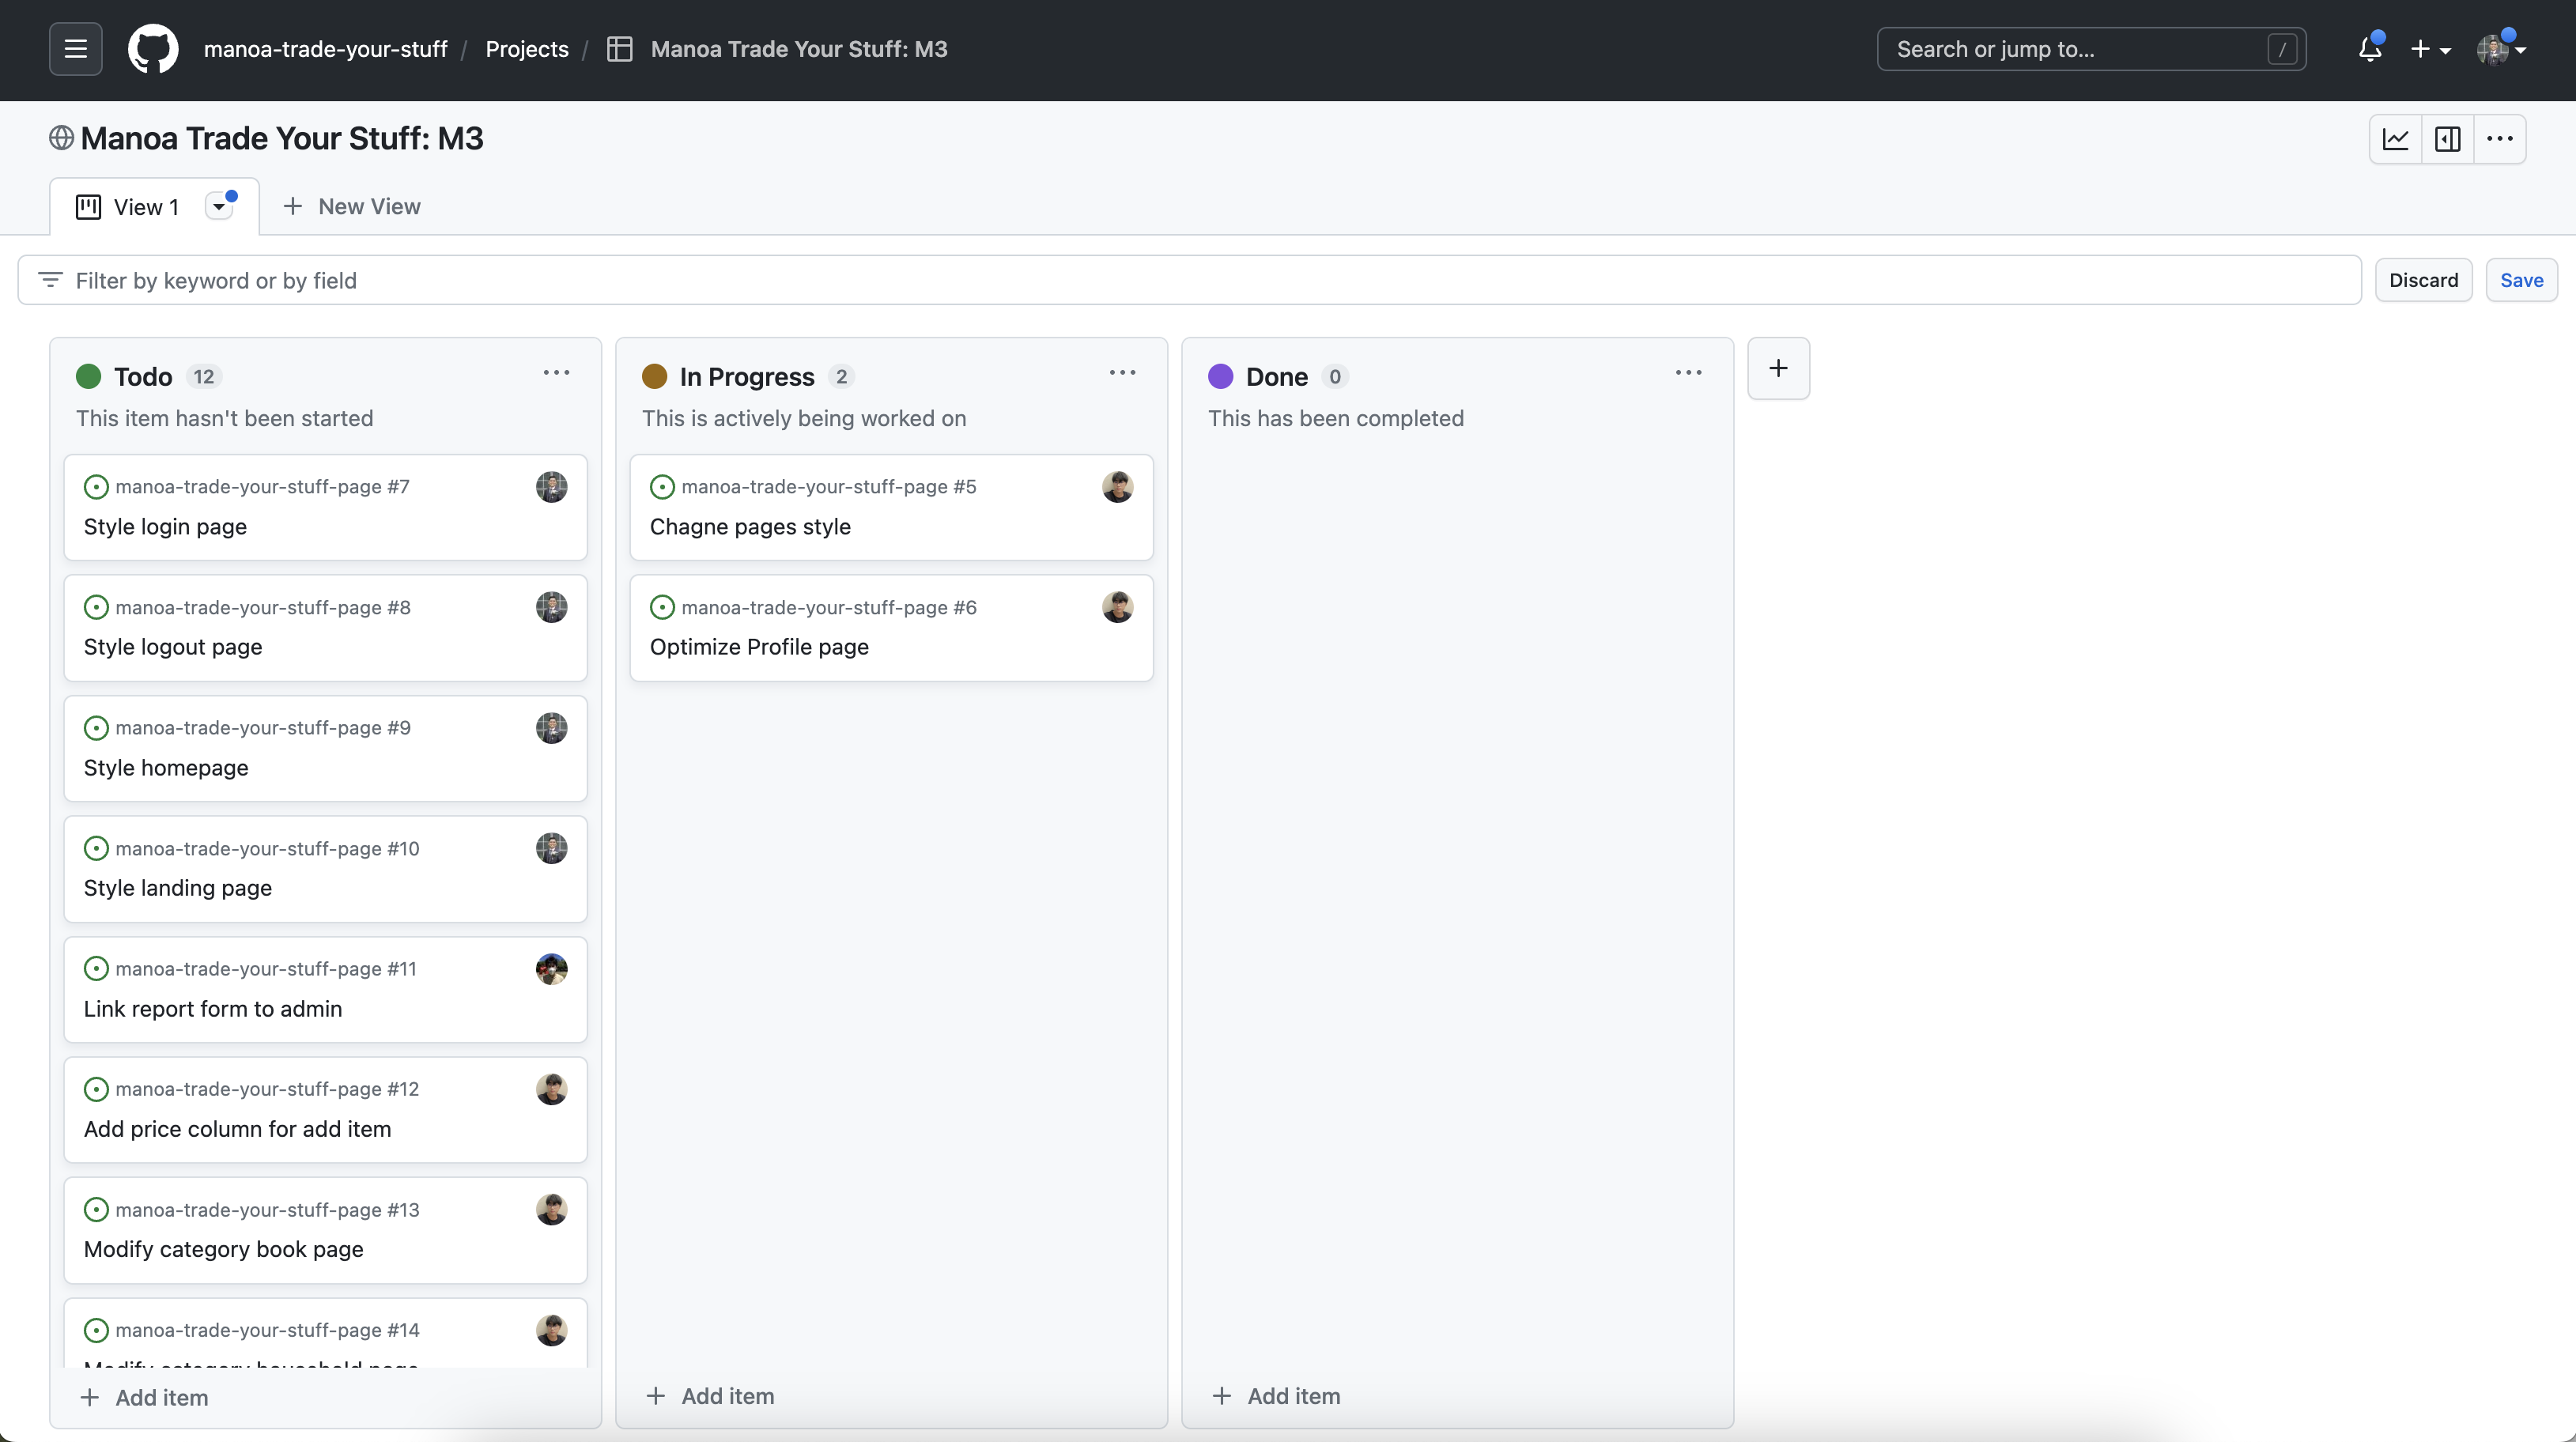 manoa-trade-your-stuff / Projects / Manoa Trade Your Stuff: M3
Search or jump to... /
Manoa Trade Your Stuff: M3
View 1
New View
Filter by keyword or by field
Discard
Save
Todo 12
This item hasn't been started
manoa-trade-your-stuff-page #7
Style login page
manoa-trade-your-stuff-page #8
Style logout page
manoa-trade-your-stuff-page #9
Style homepage
manoa-trade-your-stuff-page #10
Style landing page
manoa-trade-your-stuff-page #11
Link report form to admin
manoa-trade-your-stuff-page #12
Add price column for add item
manoa-trade-your-stuff-page #13
Modify category book page
manoa-trade-your-stuff-page #14
Modify category household page
Add item
In Progress 2
This is actively being worked on
manoa-trade-your-stuff-page #5
Chagne pages style
manoa-trade-your-stuff-page #6
Optimize Profile page
Add item
Done 0
This has been completed
Add item